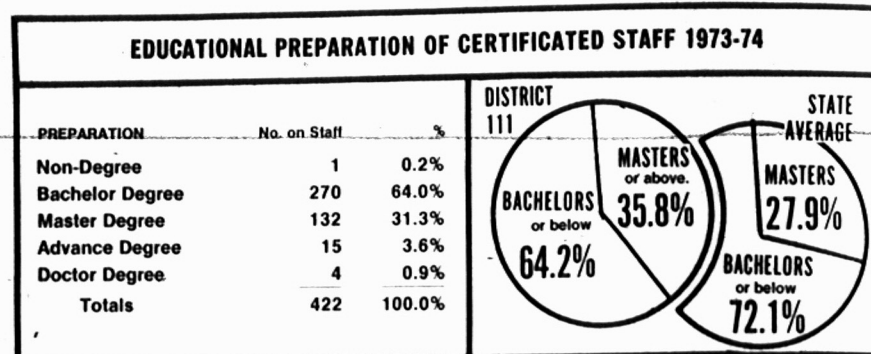 EDUCATIONAL PREPARATION OF CERTIFICATED STAFF 1973-74
PREPARATION No. on Staff %
Non-Degree 1 0.2%
Bachelor Degree 270 64.0%
Master Degree 132 31.3%
Advance Degree 15 3.6%
Doctor Degree 4 0.9%
Totals 422 100.0%
DISTRICT
111
MASTERS
or above.
35.8%
BACHELORS
or below
64.2%
STATE
AVERAGE
MASTERS
27.9%
BACHELORS
or below
72.1%